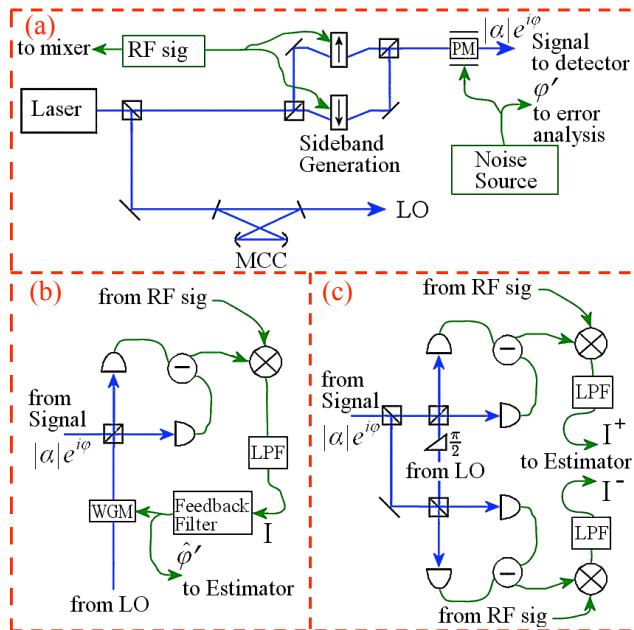 (a)
to mixer
RF sig
PM
|α|e^{iφ}
Signal
to detector
φ′
to error
analysis
Laser
Sideband
Generation
Noise
Source
LO
MCC
(b)
from RF sig
from
Signal
|α|e^{iφ}
LPF
WGM
Feedback
Filter
I
φ̂′
to Estimator
from LO
(c)
from RF sig
from
Signal
|α|e^{iφ}
π/2
from LO
LPF
I⁺
to Estimator
I⁻
LPF
from RF sig